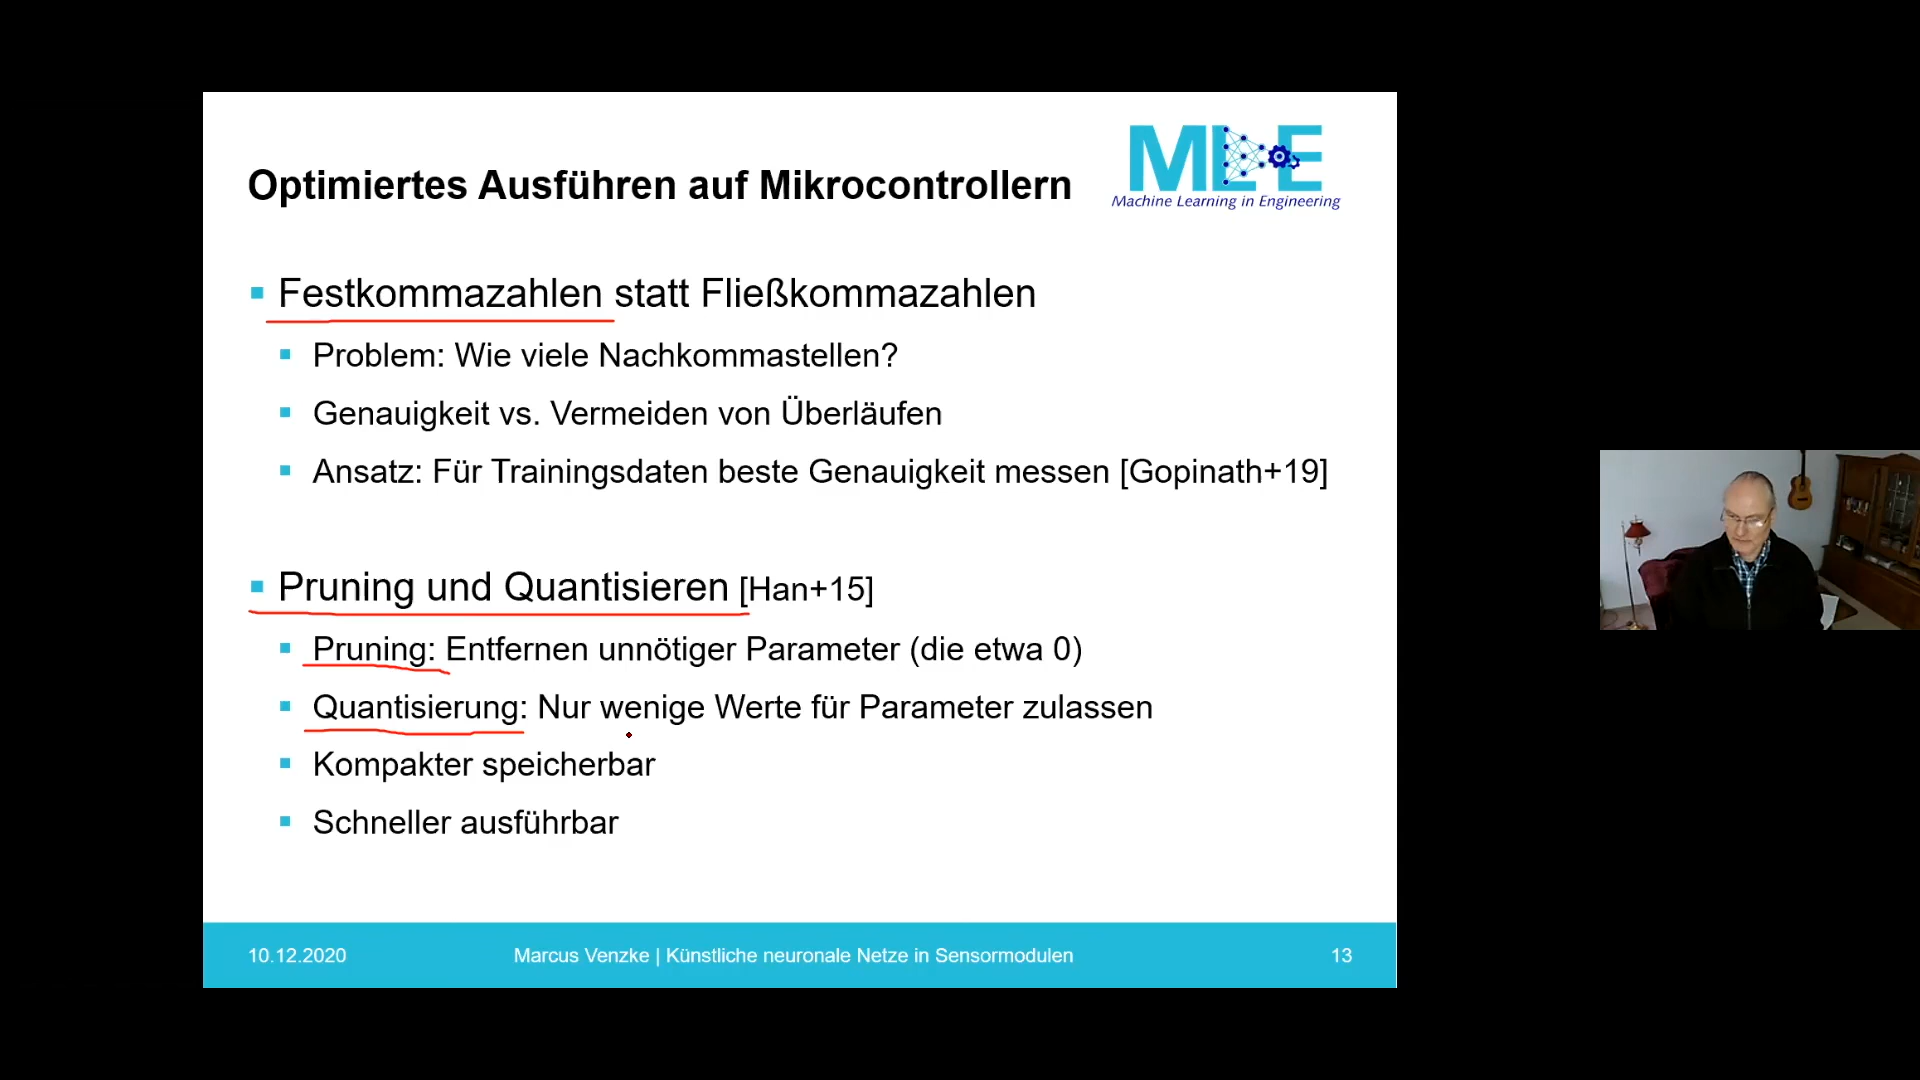 MLE
Machine Learning in Engineering
Optimiertes Ausführen auf Mikrocontrollern
Festkommazahlen statt Fließkommazahlen
Problem: Wie viele Nachkommastellen?
Genauigkeit vs. Vermeiden von Überläufen
Ansatz: Für Trainingsdaten beste Genauigkeit messen [Gopinath+19]
Pruning und Quantisieren [Han+15]
Pruning: Entfernen unnötiger Parameter (die etwa 0)
Quantisierung: Nur wenige Werte für Parameter zulassen
Kompakter speicherbar
Schneller ausführbar
10.12.2020 Marcus Venzke | Künstliche neuronale Netze in Sensormodulen 13